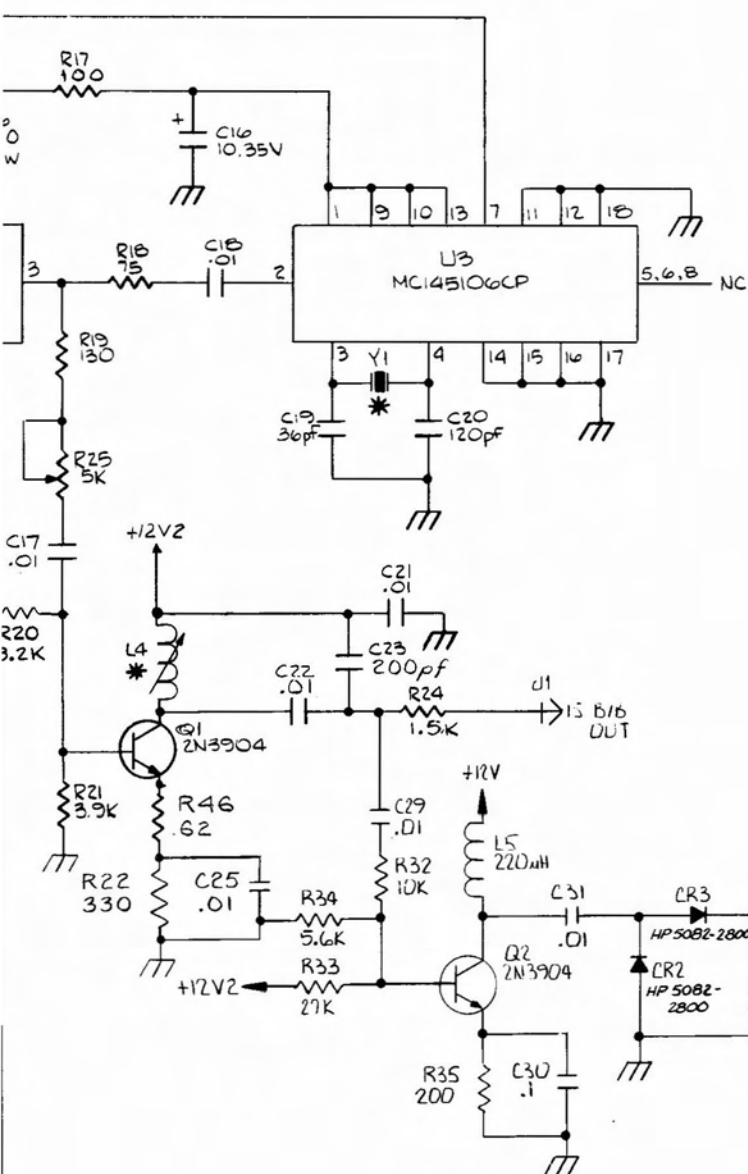 R17
100
+
C16
10.35V
O
W
1
9
10
13
7
11
12
18
3
R18
75
C18
.01
2
U3
MC145106CP
5,6,8
NC
R19
130
3
Y1
4
14
15
16
17
C19
36pf
C20
120pf
R25
5K
C17
.01
+12V2
C21
.01
R20
3.2K
L4
C23
200pf
C22
.01
R24
1.5K
J1
15 B/B
OUT
Q1
2N3904
+12V
R21
3.9K
R46
.62
C29
.01
L5
220uH
R22
330
C25
.01
R34
5.6K
R32
10K
C31
.01
CR3
HP 5082-2800
+12V2
R33
27K
Q2
2N3904
CR2
HP 5082-
2800
R35
200
C30
.1